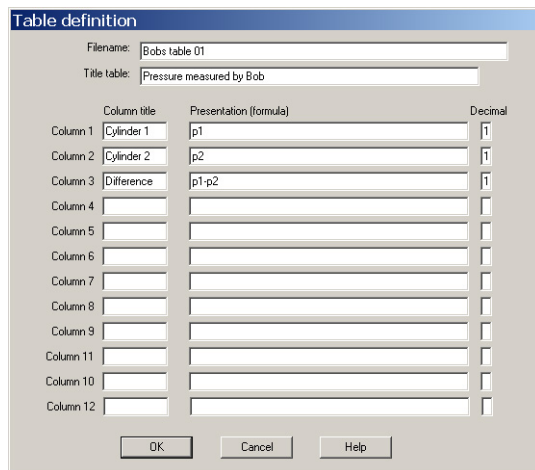 Table definition
Filename: Bobs table 01
Title table: Pressure measured by Bob
Column title Presentation (formula) Decimal
Column 1 Cylinder 1 p1 1
Column 2 Cylinder 2 p2 1
Column 3 Difference p1-p2 1
Column 4
Column 5
Column 6
Column 7
Column 8
Column 9
Column 11
Column 10
Column 12
OK Cancel Help